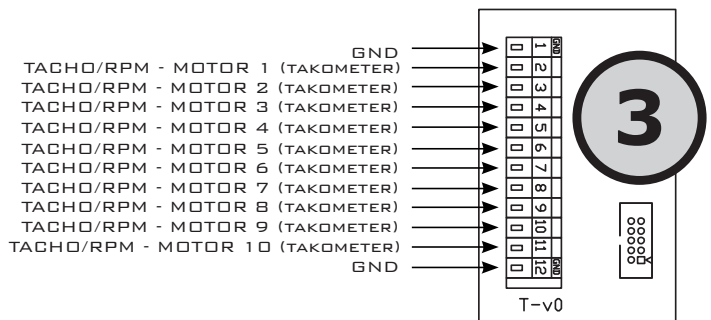 GND
TACHO/RPM - MOTOR 1 (TAKOMETER)
TACHO/RPM - MOTOR 2 (TAKOMETER)
TACHO/RPM - MOTOR 3 (TAKOMETER)
TACHO/RPM - MOTOR 4 (TAKOMETER)
TACHO/RPM - MOTOR 5 (TAKOMETER)
TACHO/RPM - MOTOR 6 (TAKOMETER)
TACHO/RPM - MOTOR 7 (TAKOMETER)
TACHO/RPM - MOTOR 8 (TAKOMETER)
TACHO/RPM - MOTOR 9 (TAKOMETER)
TACHO/RPM - MOTOR 10 (TAKOMETER)
GND
1 GND
2
3
4
5
6
7
8
9
10
11
12 GND
T-v0
3